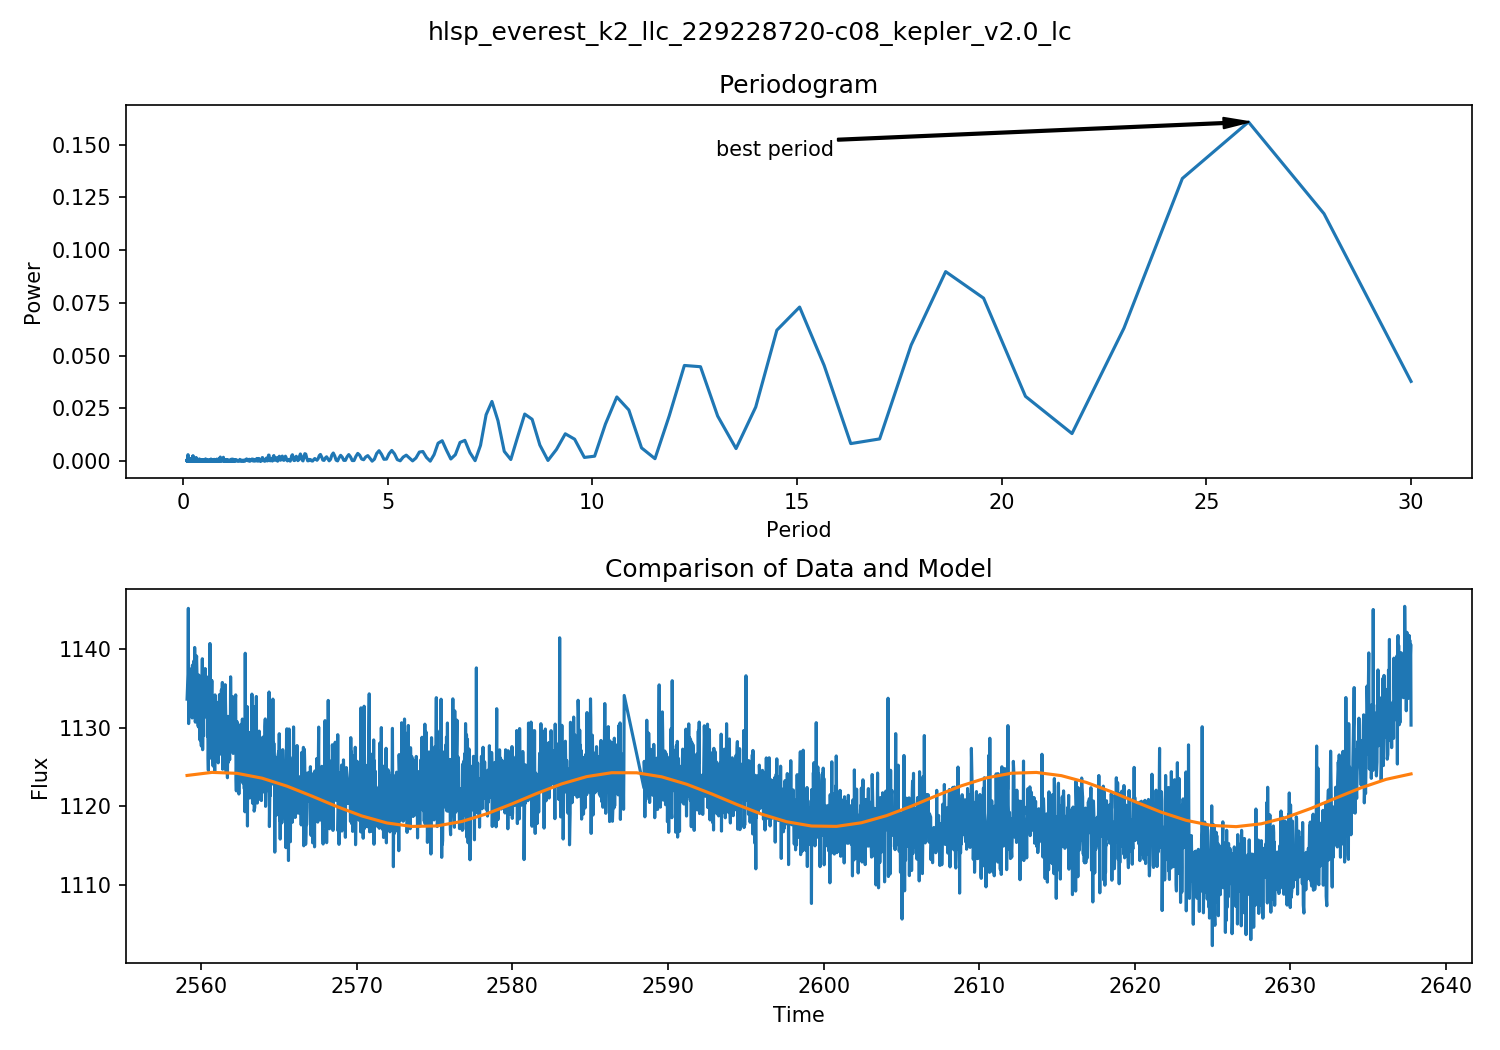 hlsp_everest_k2_llc_229228720-c08_kepler_v2.0_lc
Periodogram
best period
Power
0.150
0.125
0.100
0.075
0.050
0.025
0.000
0 5 10 15 20 25 30
Period
Comparison of Data and Model
Flux
1140
1130
1120
1110
2560 2570 2580 2590 2600 2610 2620 2630 2640
Time